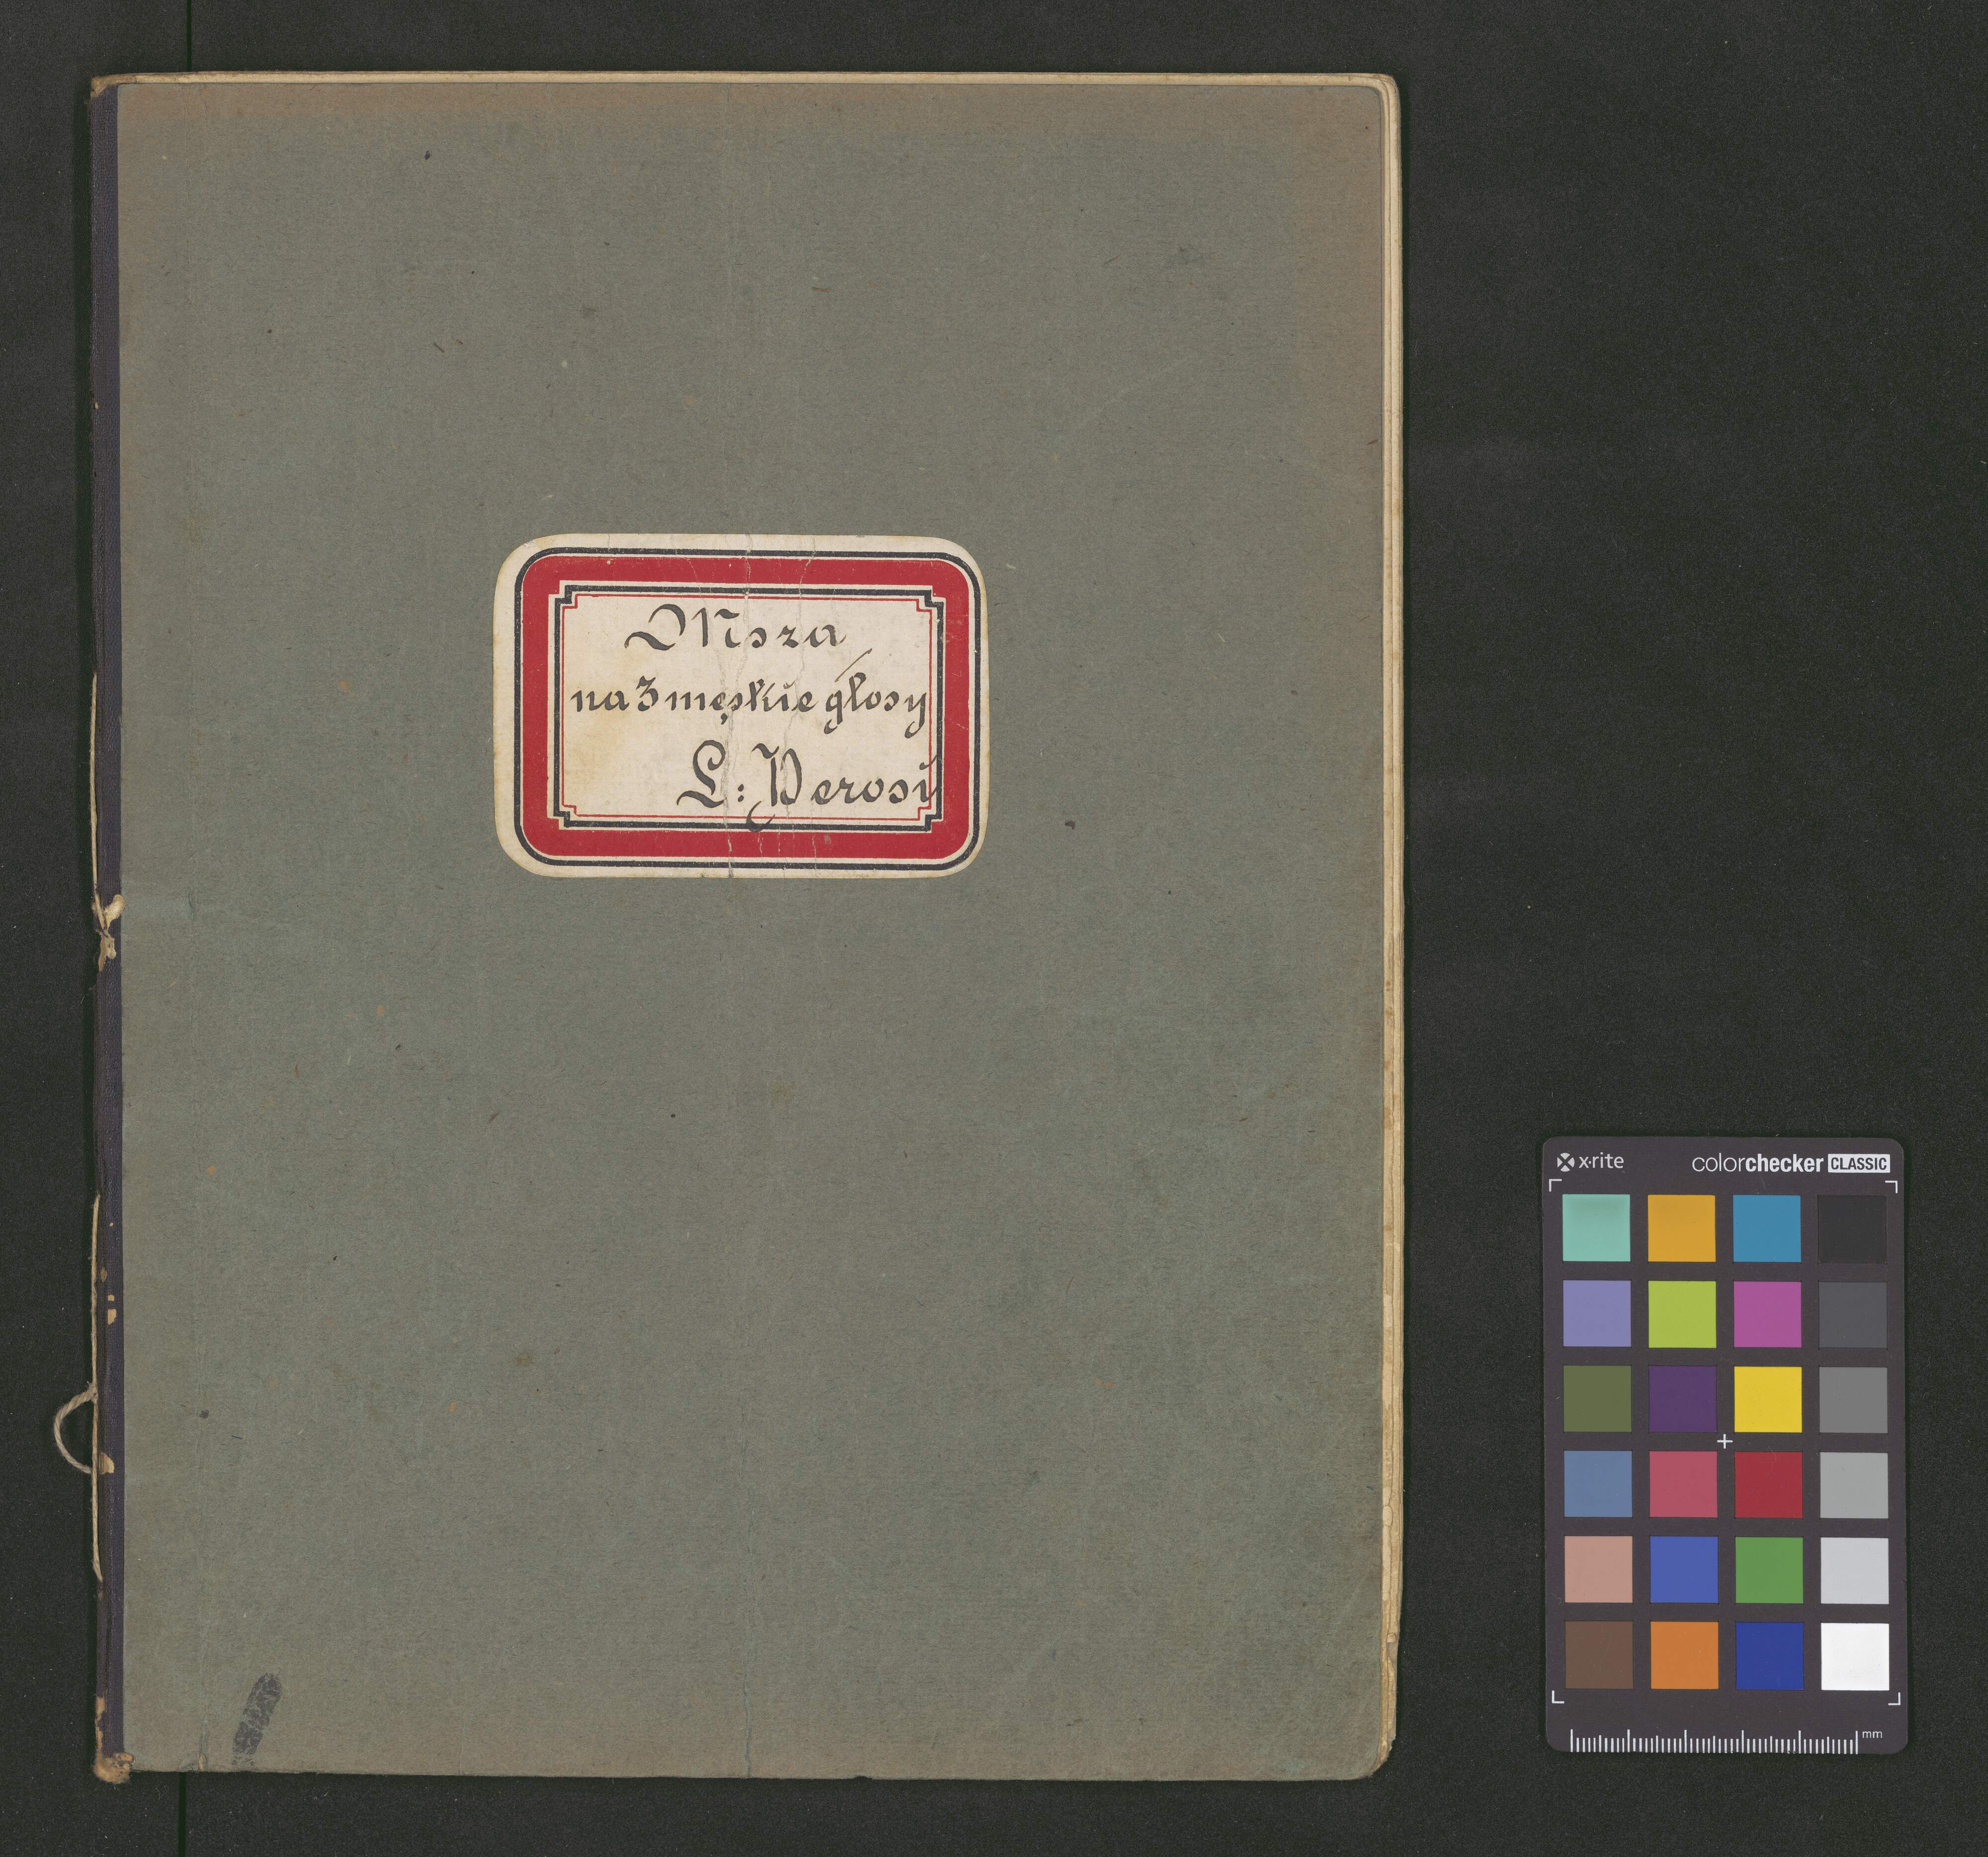 Msza
na 3 męskie głosy
L: Perosi
x-rite
colorchecker CLASSIC
mm